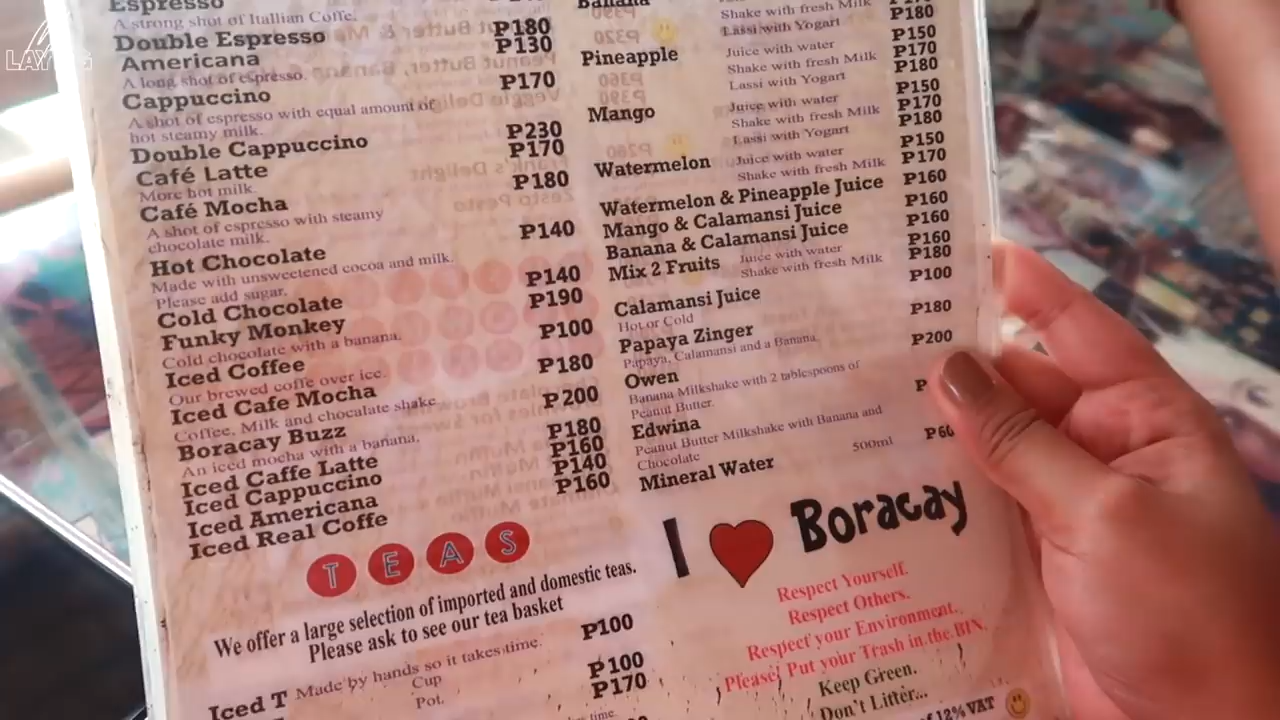 LAY
Espresso
A strong shot of Itallian Coffe.
Double Espresso P180
Americana P130
A long shot of espresso.
Cappuccino P170
A shot of espresso with equal amount of
hot steamy milk.
Double Cappuccino P230
Café Latte P170
More hot milk.
Café Mocha P180
A shot of espresso with steamy
chocolate milk.
Hot Chocolate P140
Made with unsweetened cocoa and milk.
Please add sugar.
Cold Chocolate P140
Funky Monkey P190
Cold chocolate with a banana.
Iced Coffee P100
Our brewed coffe over ice.
Iced Cafe Mocha P180
Coffee, Milk and chocolate shake.
Boracay Buzz P200
An iced mocha with a banana.
Iced Caffe Latte P180
Iced Cappuccino P160
Iced Americana P140
Iced Real Coffe P160
TEAS
We offer a large selection of imported and domestic teas.
Please ask to see our tea basket
P100
Iced T Made by hands so it takes time.
Cup P100
Pot. P170
time.
Banana
Shake with fresh Milk
Lassi with Yogart P180
Pineapple Juice with water P150
Shake with fresh Milk P170
Lassi with Yogart P180
Mango Juice with water P150
Shake with fresh Milk P170
Lassi with Yogart P180
Watermelon Juice with water P150
Shake with fresh Milk P170
Watermelon & Pineapple Juice P160
Mango & Calamansi Juice P160
Banana & Calamansi Juice P160
Mix 2 Fruits Juice with water P160
Shake with fresh Milk P180
Calamansi Juice P100
Hot or Cold
Papaya Zinger P180
Papaya, Calamansi and a Banana.
Owen P200
Banana Milkshake with 2 tablespoons of
Peanut Butter.
Edwina P
Peanut Butter Milkshake with Banana and
Chocolate
Mineral Water 500ml P60
I Boracay
Respect Yourself.
Respect Others.
Respect your Environment.
Please, Put your Trash in the BIN.
Keep Green.
Don't Litter...
of 12% VAT